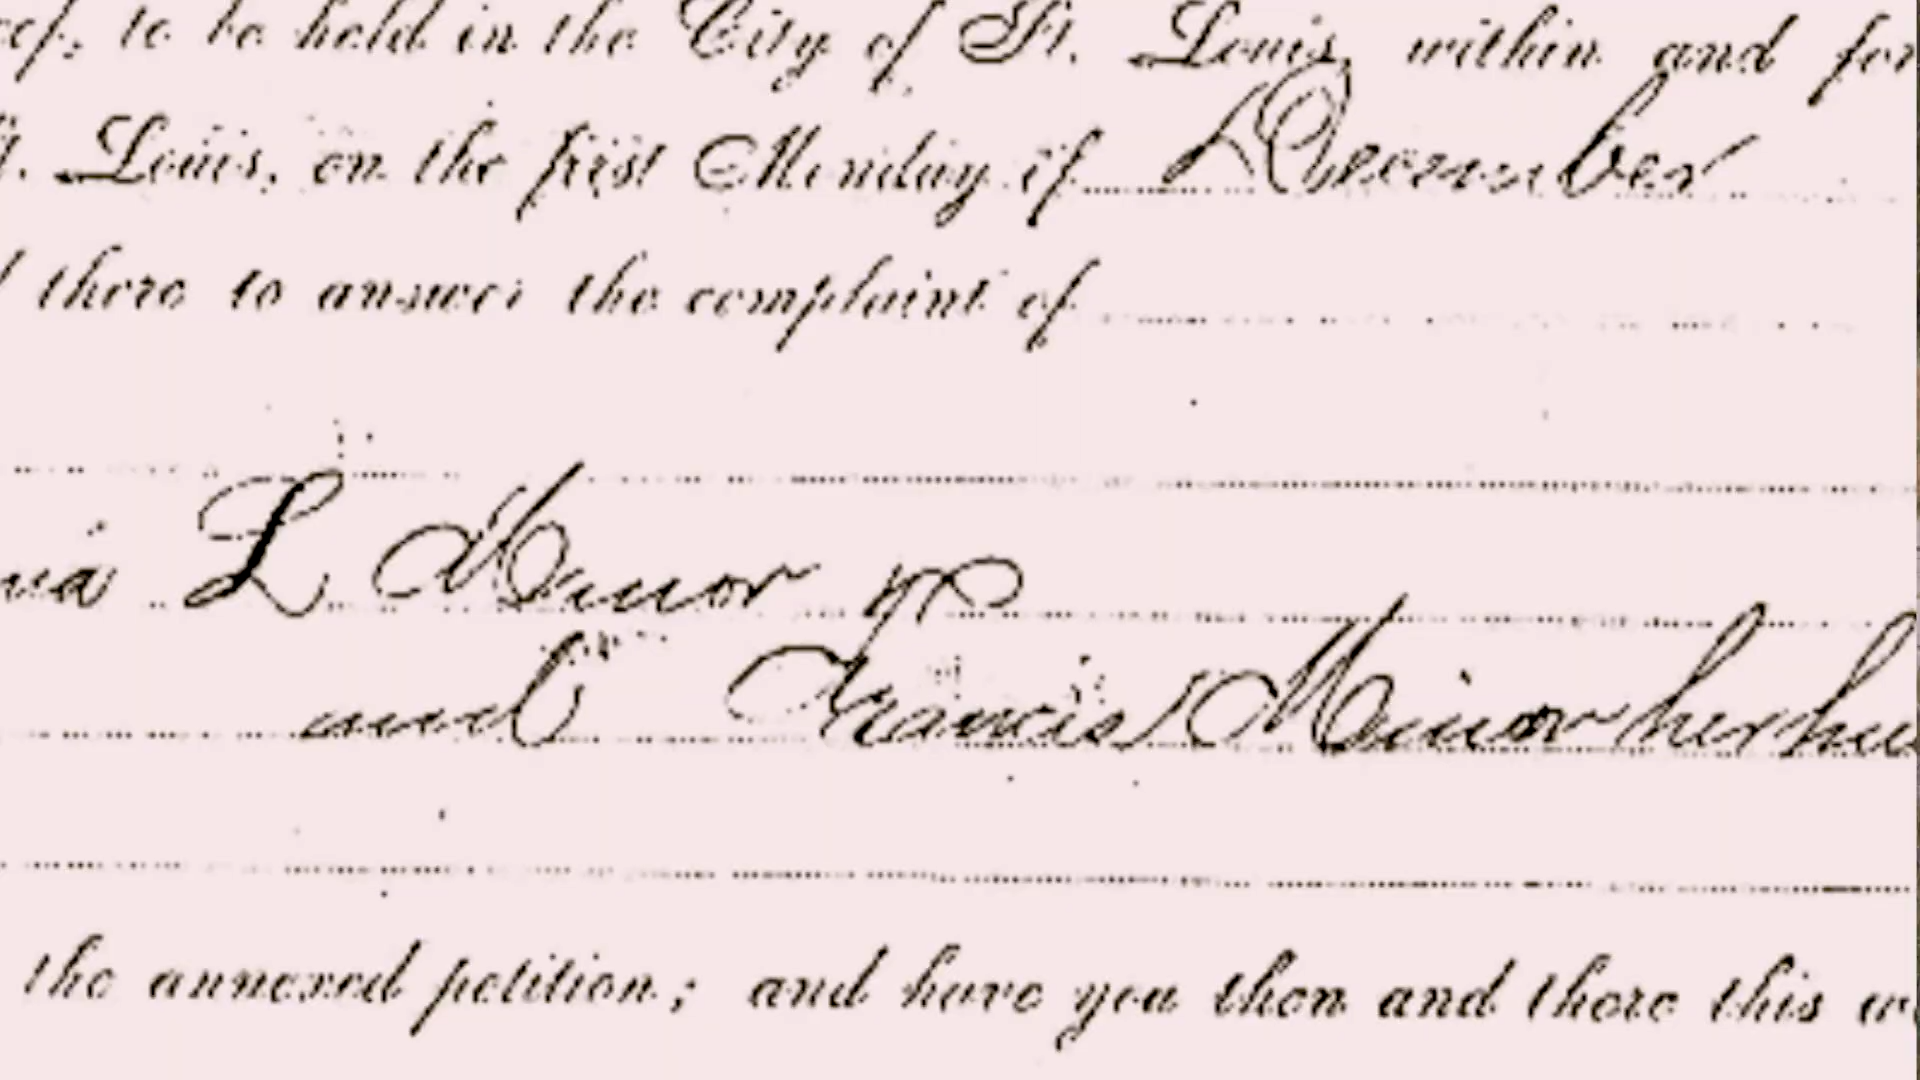 to be held in the City of St. Louis, within and for
Louis, on the first Monday of December
there to answer the complaint of
L Minor
and Francis Minor her
the annexed petition; and have you then and there this